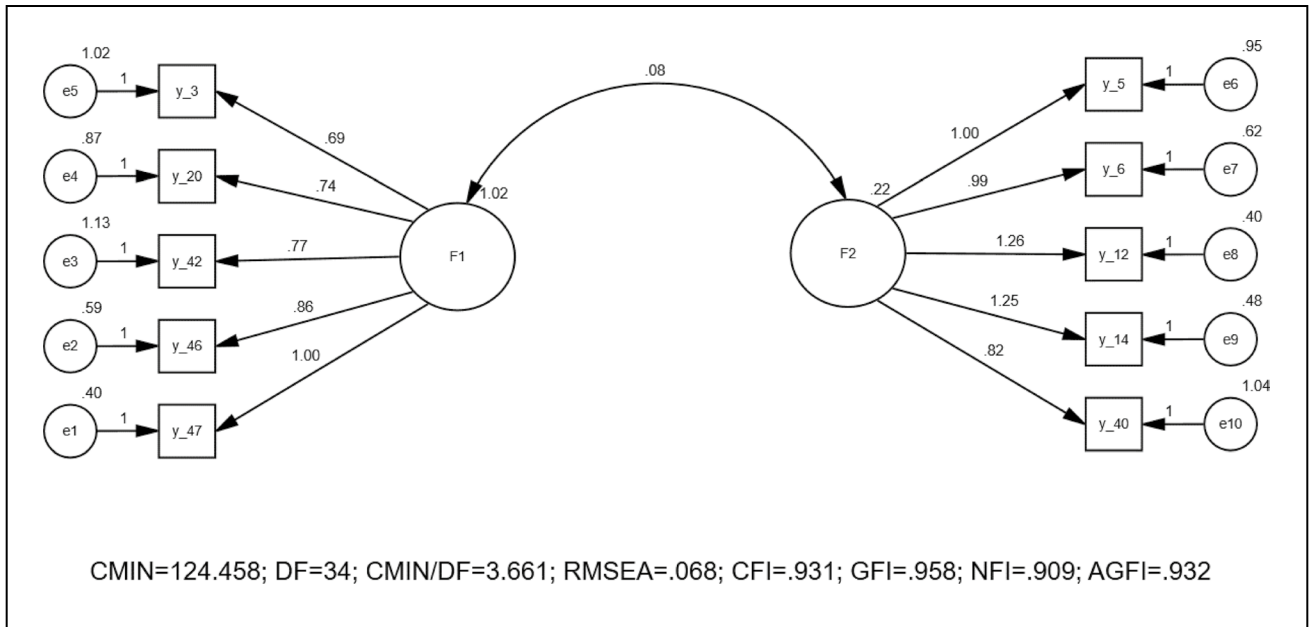 1.02
e5 1 y_3
.87
e4 1 y_20
1.13
e3 1 y_42
.59
e2 1 y_46
.40
e1 1 y_47
.69
.74
.77
.86
1.00
1.02
F1
.08
.22
F2
1.00
.99
1.26
1.25
.82
.95
y_5 1 e6
.62
y_6 1 e7
.40
y_12 1 e8
.48
y_14 1 e9
1.04
y_40 1 e10
CMIN=124.458; DF=34; CMIN/DF=3.661; RMSEA=.068; CFI=.931; GFI=.958; NFI=.909; AGFI=.932